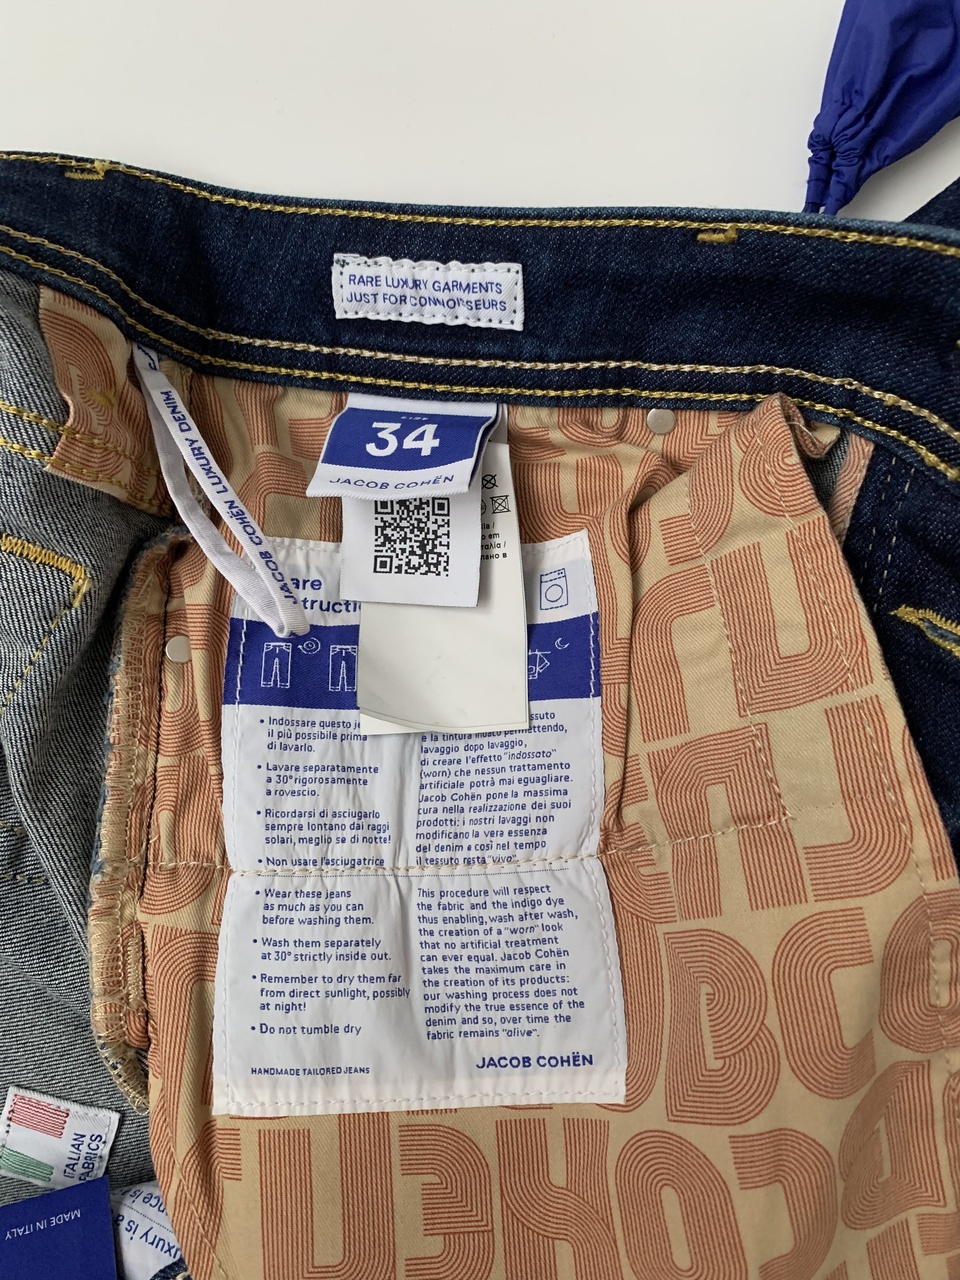 RARE LUXURY GARMENTS
JUST FOR CONNOISSEURS
JACOB COHËN LUXURY DENIM
34
JACOB COHËN
• Indossare questo
il più possibile prima
di lavarlo.
• Lavare separatamente
a 30° rigorosamente
a rovescio.
• Ricordarsi di asciugarlo
sempre lontano dai raggi
solari, meglio se di notte!
• Non usare l'asciugatrice
e la tintura indaco permettendo,
lavaggio dopo lavaggio,
di creare l'effetto "indossato"
(worn) che nessun trattamento
artificiale potrà mai eguagliare.
Jacob Cohën pone la massima
cura nella realizzazione dei suoi
prodotti: i nostri lavaggi non
modificano la vera essenza
del denim e così nel tempo
il tessuto resta "vivo".
• Wear these jeans
as much as you can
before washing them.
• Wash them separately
at 30° strictly inside out.
• Remember to dry them far
from direct sunlight, possibly
at night!
• Do not tumble dry
This procedure will respect
the fabric and the indigo dye
thus enabling, wash after wash,
the creation of a "worn" look
that no artificial treatment
can ever equal. Jacob Cohën
takes the maximum care in
the creation of its products:
our washing process does not
modify the true essence of the
denim and so, over time the
fabric remains "alive".
HANDMADE TAILORED JEANS
JACOB COHËN
ITALIAN
FABRICS
MADE IN ITALY